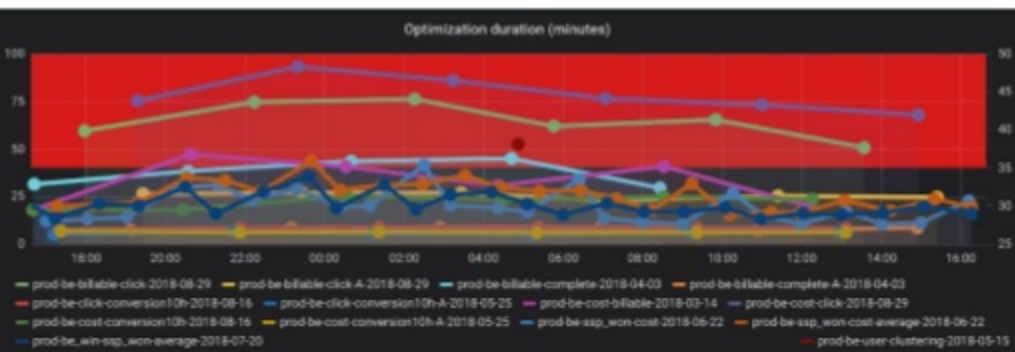 Optimization duration (minutes)
100 50
75 45
40
50 35
25 30
0 25
18:00 20:00 22:00 00:00 02:00 04:00 06:00 08:00 10:00 12:00 14:00 16:00
prod-be-billable-click-2018-08-29 prod-be-billable-click-A-2018-08-29 prod-be-billable-complete-2018-04-03 prod-be-billable-complete-A-2018-04-03
prod-be-click-conversion10h-2018-08-16 prod-be-click-conversion10h-A-2018-05-25 prod-be-cost-billable-2018-03-14 prod-be-cost-click-2018-08-29
prod-be-cost-conversion10h-2018-08-16 prod-be-cost-conversion10h-A-2018-05-25 prod-be-ssp_won-cost-2018-06-22 prod-be-ssp_won-cost-average-2018-06-22
prod-be_win-ssp_won-average-2018-07-20 prod-be-user-clustering-2018-05-15